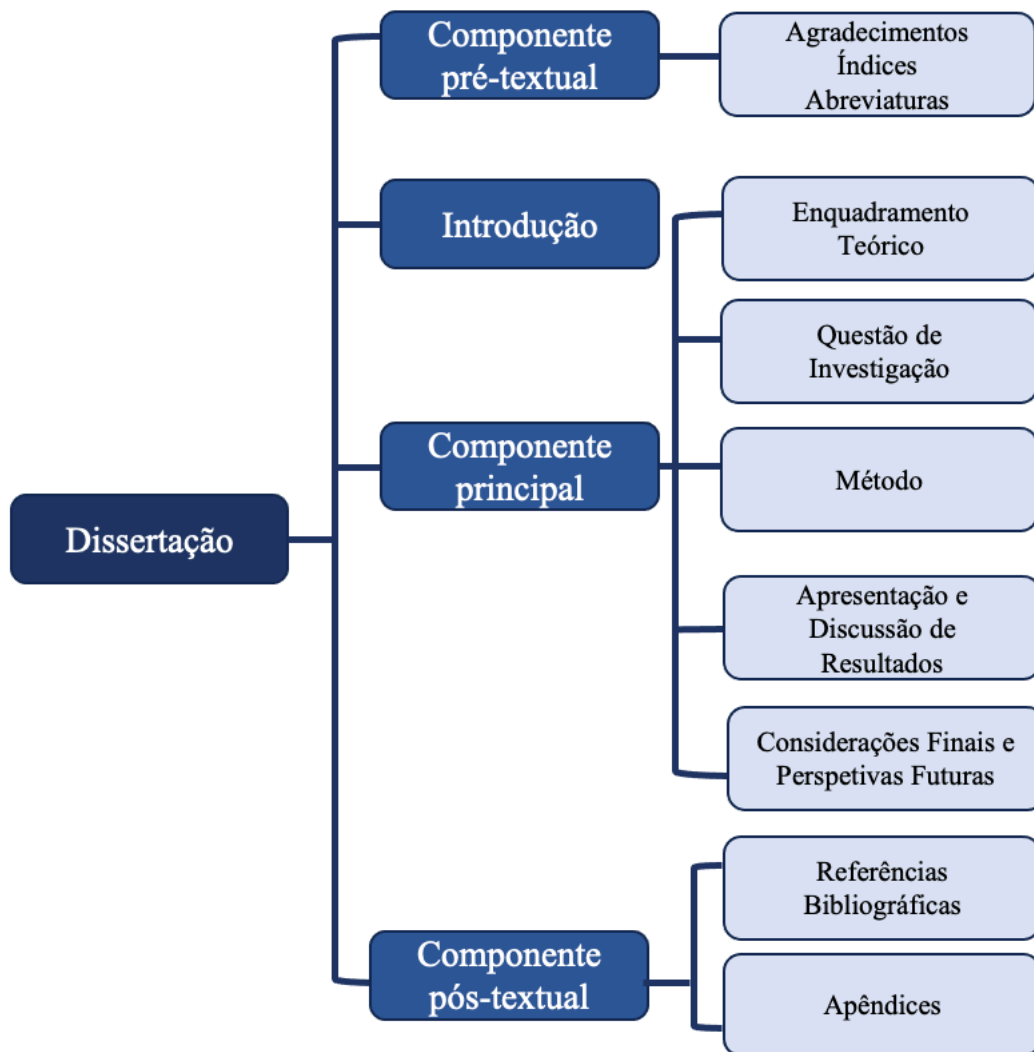 Componente
pré-textual
Agradecimentos
Índices
Abreviaturas
Introdução
Enquadramento
Teórico
Questão de
Investigação
Componente
principal
Método
Dissertação
Apresentação e
Discussão de
Resultados
Considerações Finais e
Perspetivas Futuras
Referências
Bibliográficas
Componente
pós-textual
Apêndices